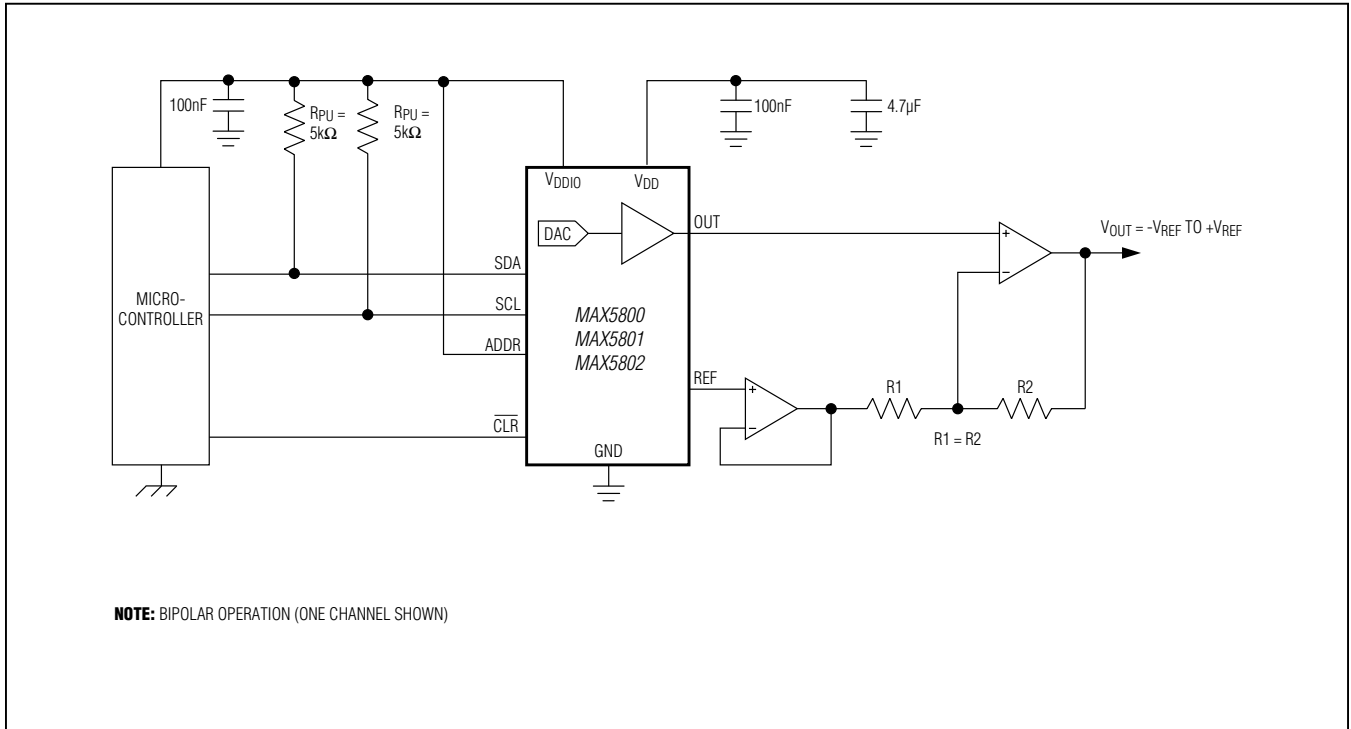 100nF
RPU =
5kΩ
RPU =
5kΩ
100nF
4.7µF
VDDIO
VDD
DAC
OUT
+
−
VOUT = -VREF TO +VREF
MICRO-
CONTROLLER
SDA
SCL
ADDR
CLR
MAX5800
MAX5801
MAX5802
REF
+
−
R1
R2
R1 = R2
GND
NOTE: BIPOLAR OPERATION (ONE CHANNEL SHOWN)